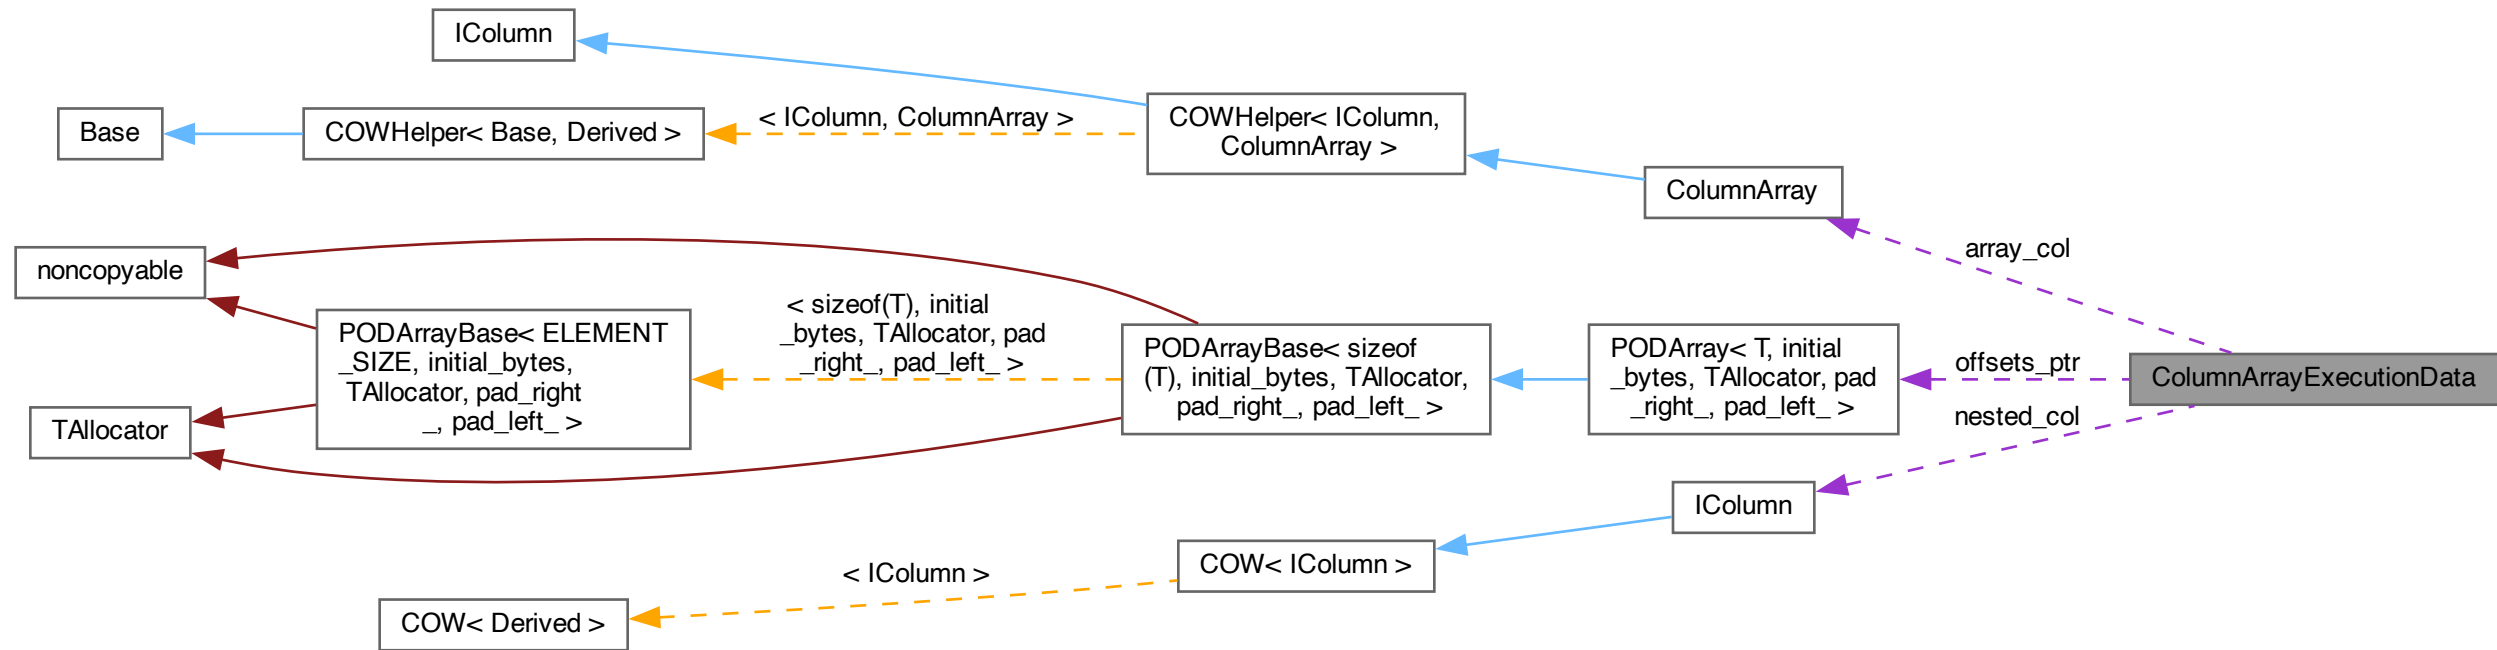 IColumn
Base
COWHelper< Base, Derived >
< IColumn, ColumnArray >
COWHelper< IColumn,
ColumnArray >
ColumnArray
array_col
noncopyable
TAllocator
PODArrayBase< ELEMENT
_SIZE, initial_bytes,
TAllocator, pad_right
_, pad_left_ >
< sizeof(T), initial
_bytes, TAllocator, pad
_right_, pad_left_ >
PODArrayBase< sizeof
(T), initial_bytes, TAllocator,
pad_right_, pad_left_ >
PODArray< T, initial
_bytes, TAllocator, pad
_right_, pad_left_ >
offsets_ptr
ColumnArrayExecutionData
nested_col
IColumn
COW< IColumn >
< IColumn >
COW< Derived >